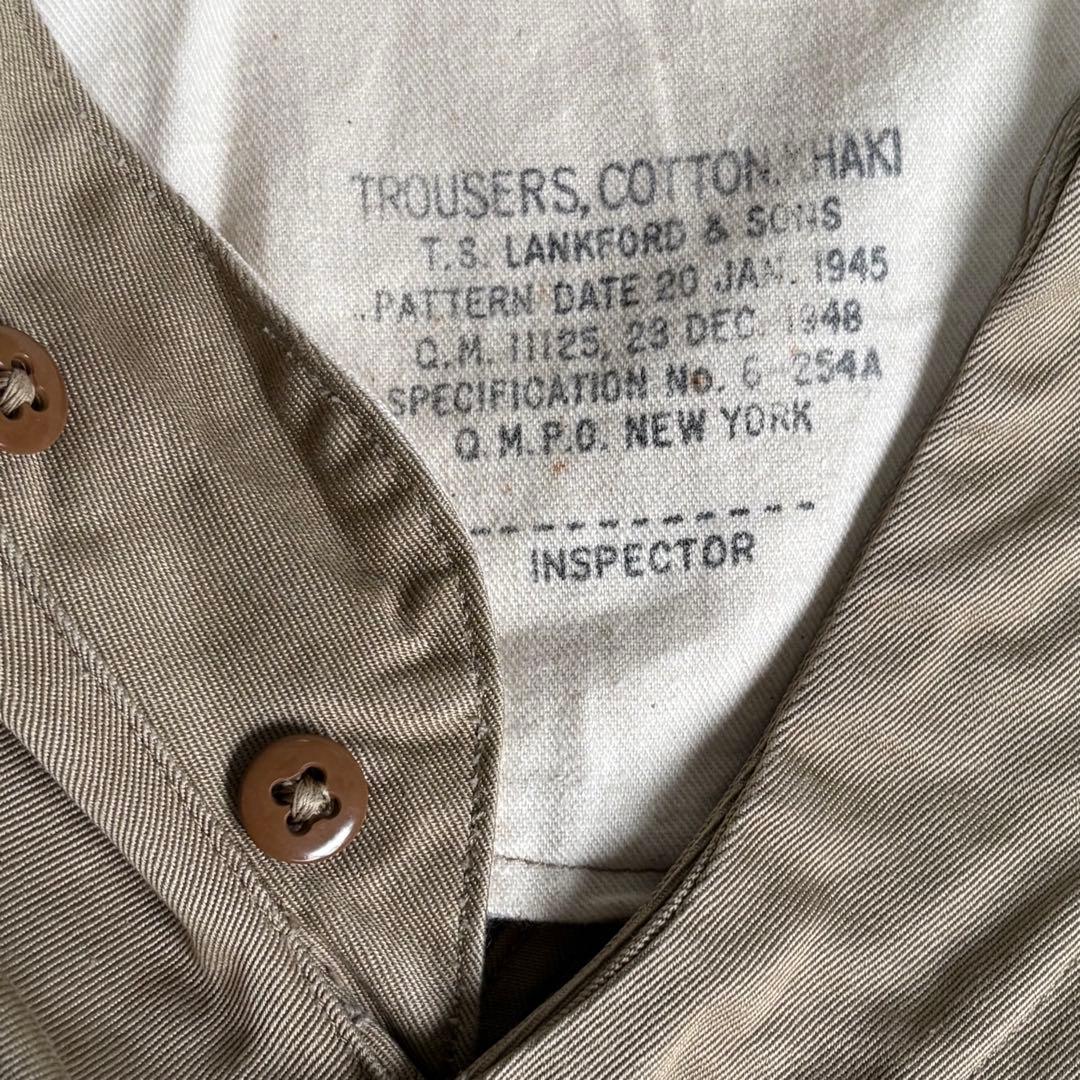 TROUSERS, COTTON, KHAKI
T.S. LANKFORD & SONS
PATTERN DATE 20 JAN. 1945
Q.M. 11125, 23 DEC. 1948
SPECIFICATION No. 6-254A
Q.M.P.O. NEW YORK
INSPECTOR